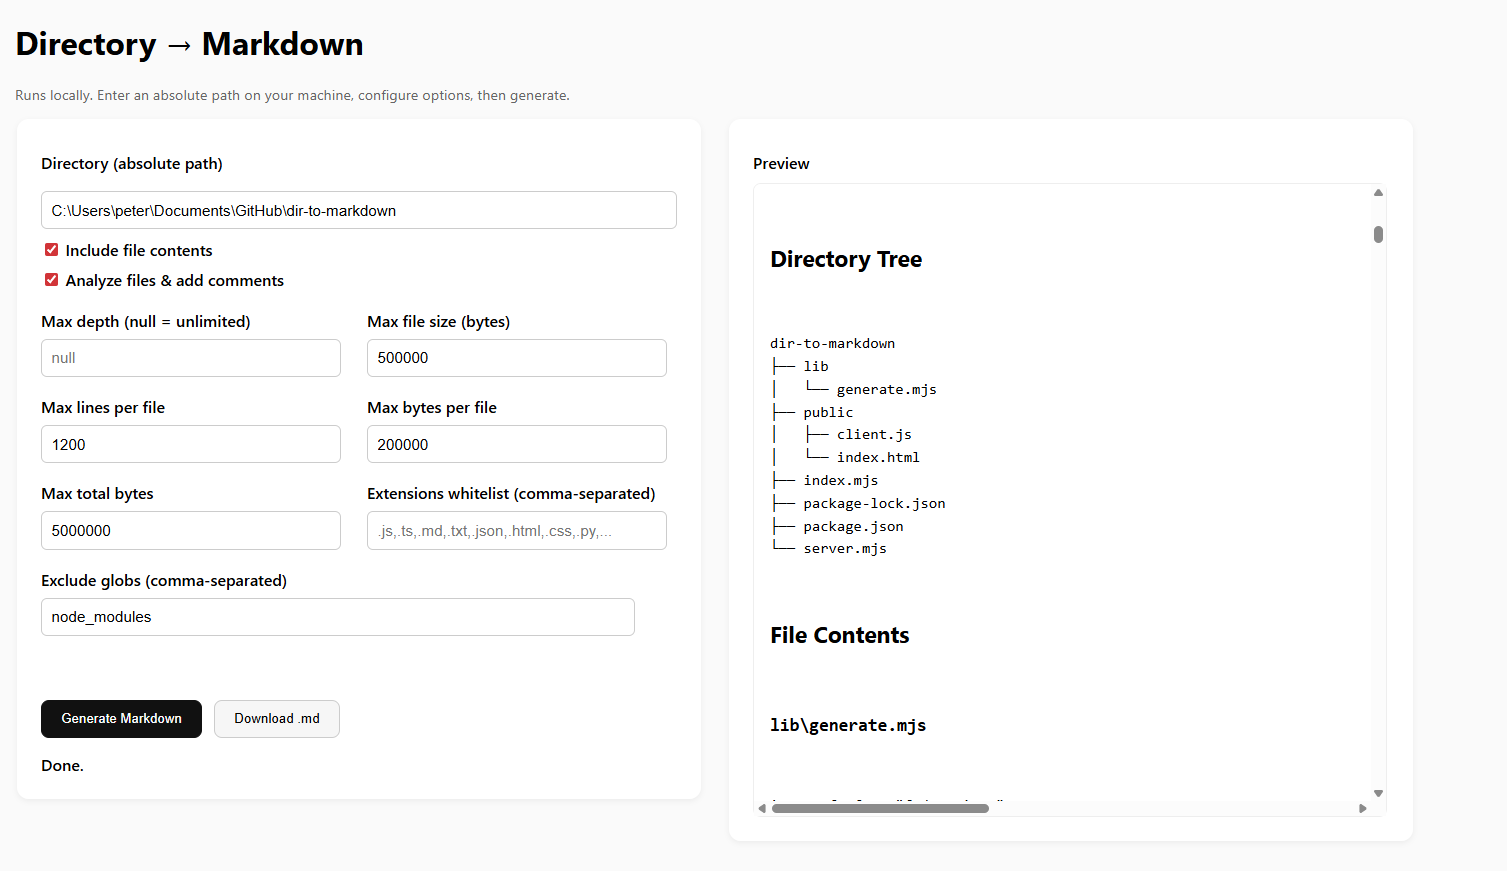 Directory → Markdown
Runs locally. Enter an absolute path on your machine, configure options, then generate.
Directory (absolute path)
C:\Users\peter\Documents\GitHub\dir-to-markdown
Include file contents
Analyze files & add comments
Max depth (null = unlimited)
null
Max file size (bytes)
500000
Max lines per file
1200
Max bytes per file
200000
Max total bytes
5000000
Extensions whitelist (comma-separated)
.js,.ts,.md,.txt,.json,.html,.css,.py,...
Exclude globs (comma-separated)
node_modules
Generate Markdown
Download .md
Done.
Preview
Directory Tree
dir-to-markdown
├── lib
│   └── generate.mjs
├── public
│   ├── client.js
│   └── index.html
├── index.mjs
├── package-lock.json
├── package.json
└── server.mjs
File Contents
lib\generate.mjs